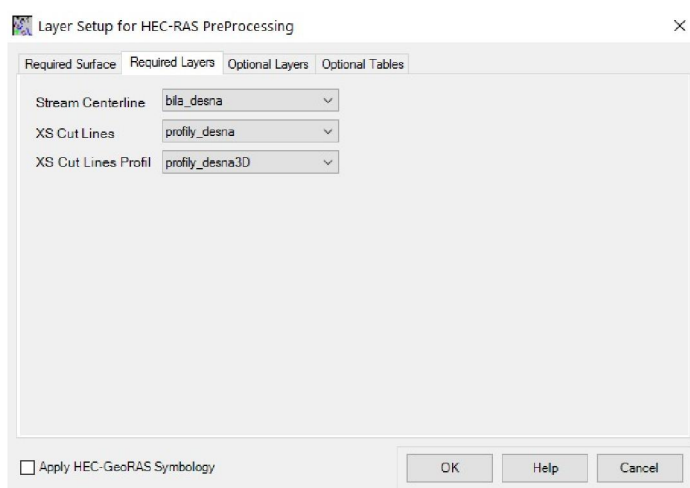 Layer Setup for HEC-RAS PreProcessing
Required Surface Required Layers Optional Layers Optional Tables
Stream Centerline bila_desna
XS Cut Lines profily_desna
XS Cut Lines Profil profily_desna3D
Apply HEC-GeoRAS Symbology OK Help Cancel